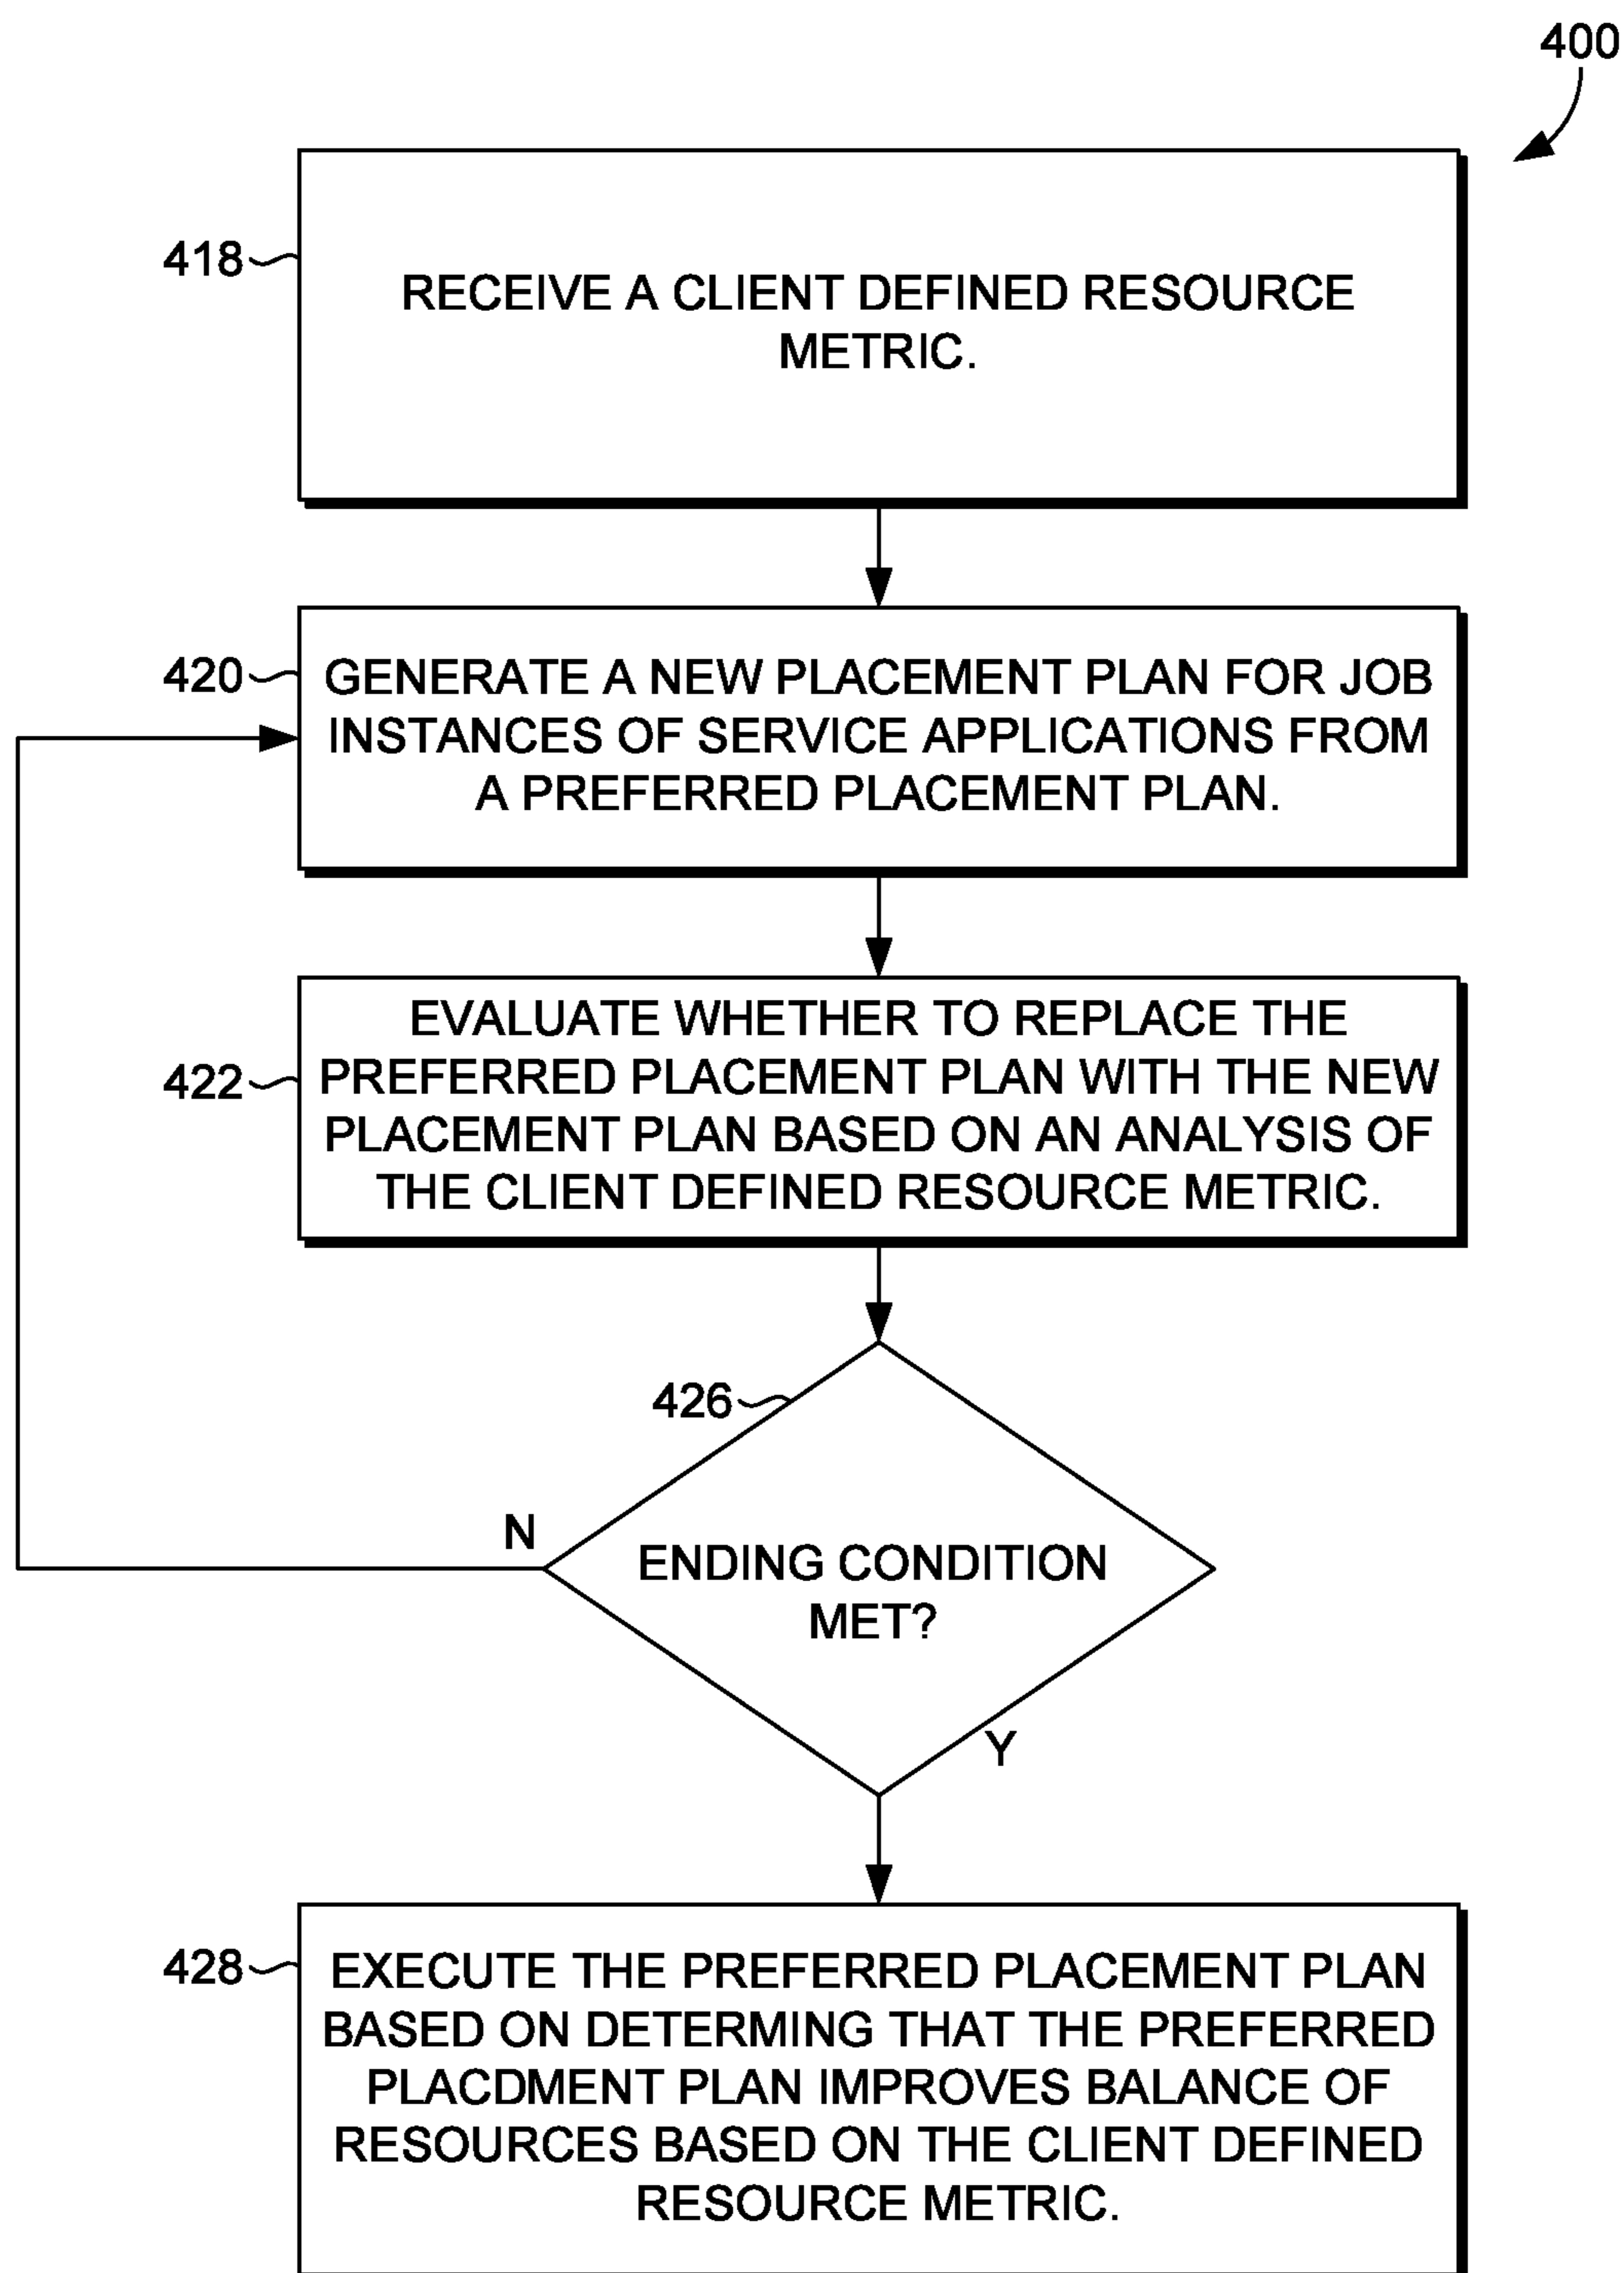 400
418
RECEIVE A CLIENT DEFINED RESOURCE
METRIC.
420
GENERATE A NEW PLACEMENT PLAN FOR JOB
INSTANCES OF SERVICE APPLICATIONS FROM
A PREFERRED PLACEMENT PLAN.
422
EVALUATE WHETHER TO REPLACE THE
PREFERRED PLACEMENT PLAN WITH THE NEW
PLACEMENT PLAN BASED ON AN ANALYSIS OF
THE CLIENT DEFINED RESOURCE METRIC.
426
N
ENDING CONDITION
MET?
Y
428
EXECUTE THE PREFERRED PLACEMENT PLAN
BASED ON DETERMING THAT THE PREFERRED
PLACDMENT PLAN IMPROVES BALANCE OF
RESOURCES BASED ON THE CLIENT DEFINED
RESOURCE METRIC.